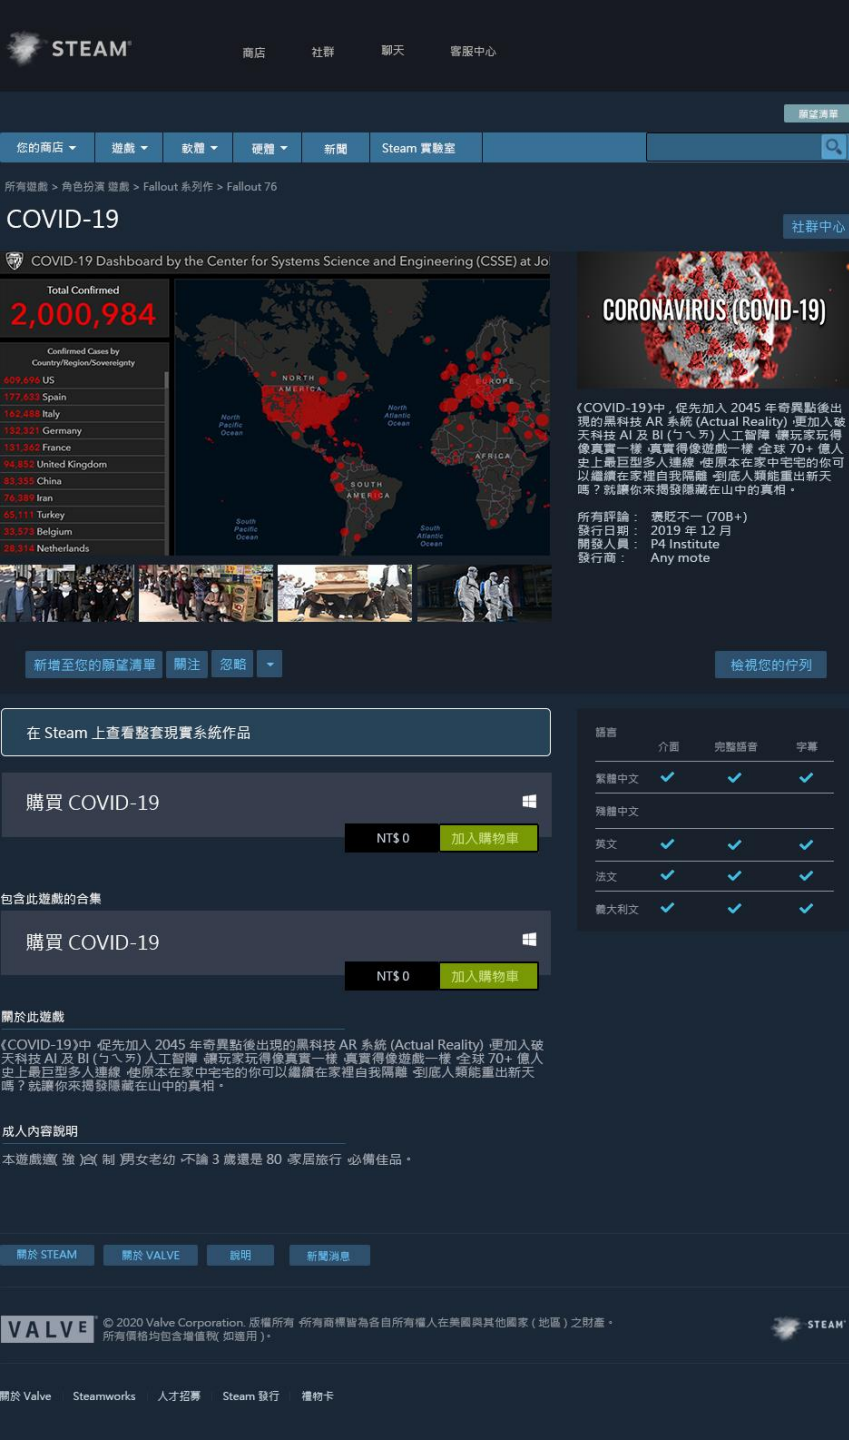 STEAM®
商店
社群
聊天
客服中心
願望清單
您的商店
遊戲
軟體
硬體
新聞
Steam 實驗室
所有遊戲 > 角色扮演 遊戲 > Fallout 系列作 > Fallout 76
COVID-19
社群中心
COVID-19 Dashboard by the Center for Systems Science and Engineering (CSSE) at Jo
Total Confirmed
2,000,984
Confirmed Cases by
Country/Region/Sovereignty
609,696 US
177,633 Spain
162,488 Italy
132,321 Germany
131,362 France
94,852 United Kingdom
83,355 China
76,389 Iran
65,111 Turkey
33,573 Belgium
28,314 Netherlands
NORTH
AMERICA
EUROPE
North
Pacific
Ocean
North
Atlantic
Ocean
AFRICA
SOUTH
AMERICA
South
Pacific
Ocean
South
Atlantic
Ocean
CORONAVIRUS (COVID-19)
《COVID-19》中，促先加入 2045 年奇異點後出
現的黑科技 AR 系統 (Actual Reality)，更加入破
天科技 AI 及 BI (ㄅㄟㄞ) 人工智障，讓玩家玩得
像真實一樣，真實得像遊戲一樣，全球 70+ 億人
史上最巨型多人連線，使原本在家中宅宅的你可
以繼續在家裡自我隔離，到底人類能重出新天
嗎？就讓你來揭發隱藏在山中的真相。
所有評論： 褒貶不一 (70B+)
發行日期： 2019 年 12 月
開發人員： P4 Institute
發行商： Any mote
新增至您的願望清單
關注
忽略
檢視您的佇列
在 Steam 上查看整套現實系統作品
購買 COVID-19
NT$ 0
加入購物車
包含此遊戲的合集
購買 COVID-19
NT$ 0
加入購物車
語言
介面 完整語音 字幕
繁體中文 ✔ ✔ ✔
殭體中文
英文 ✔ ✔ ✔
法文 ✔ ✔ ✔
義大利文 ✔ ✔ ✔
關於此遊戲
《COVID-19》中，促先加入 2045 年奇異點後出現的黑科技 AR 系統 (Actual Reality)，更加入破
天科技 AI 及 BI (ㄅㄟㄞ) 人工智障，讓玩家玩得像真實一樣，真實得像遊戲一樣，全球 70+ 億人
史上最巨型多人連線，使原本在家中宅宅的你可以繼續在家裡自我隔離，到底人類能重出新天
嗎？就讓你來揭發隱藏在山中的真相。
成人內容說明
本遊戲適( 強 )合( 制 )男女老幼，不論 3 歲還是 80，家居旅行，必備佳品。
關於 STEAM
關於 VALVE
說明
新聞消息
VALVE
© 2020 Valve Corporation. 版權所有，所有商標皆為各自所有權人在美國與其他國家 ( 地區 ) 之財產。
所有價格均包含增值稅( 如適用 )。
STEAM®
關於 Valve
Steamworks
人才招募
Steam 發行
禮物卡